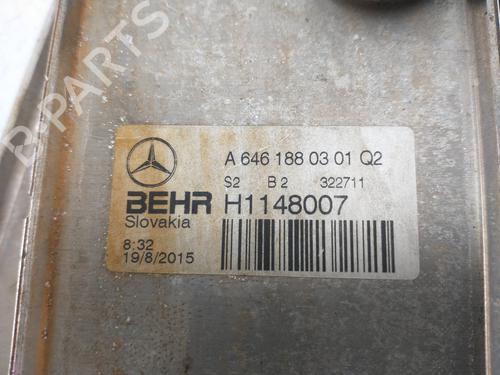 B-PARTS
A 646 188 03 01 Q2
S2 B 2 322711
BEHR H1148007
Slovakia
8:32
19/8/2015